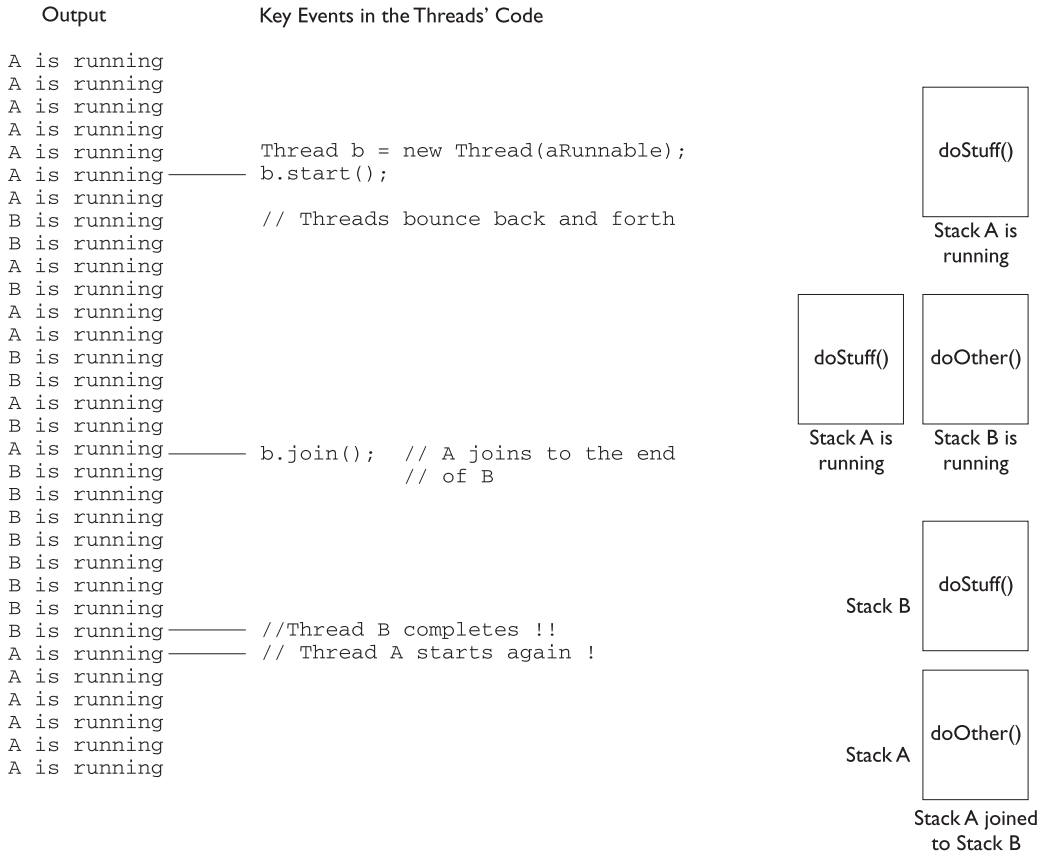 Output
Key Events in the Threads' Code
A is running
A is running
A is running
A is running
A is running
A is running
A is running
B is running
B is running
A is running
B is running
A is running
A is running
B is running
B is running
A is running
B is running
A is running
B is running
B is running
B is running
B is running
B is running
B is running
B is running
B is running
A is running
A is running
A is running
A is running
A is running
A is running
Thread b = new Thread(aRunnable);
b.start();
// Threads bounce back and forth
b.join(); // A joins to the end
// of B
//Thread B completes !!
// Thread A starts again !
doStuff()
Stack A is
running
doStuff()
Stack A is
running
doOther()
Stack B is
running
Stack B
doStuff()
Stack A
doOther()
Stack A joined
to Stack B